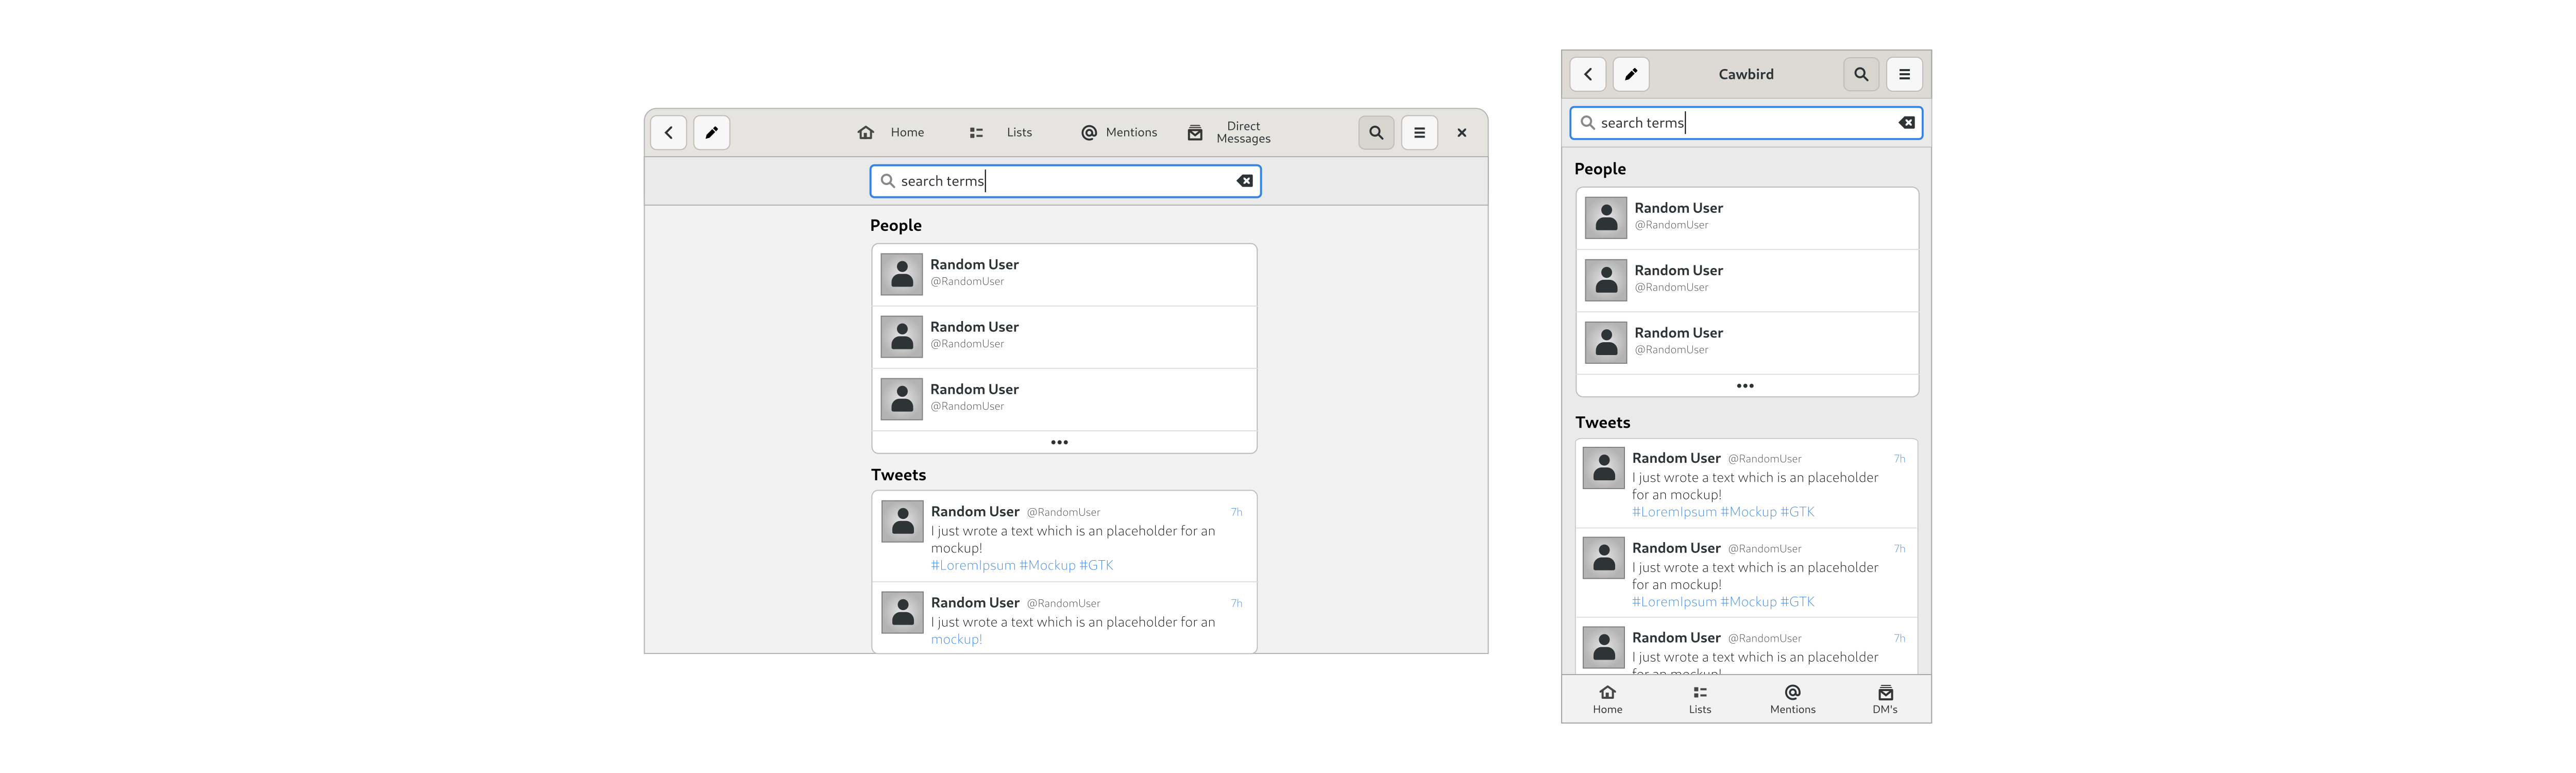 Home
Lists
Mentions
Direct
Messages
search terms
People
Random User
@RandomUser
Random User
@RandomUser
Random User
@RandomUser
Tweets
Random User @RandomUser 7h
I just wrote a text which is an placeholder for an
mockup!
#LoremIpsum #Mockup #GTK
Random User @RandomUser 7h
I just wrote a text which is an placeholder for an
mockup!
Cawbird
search terms
People
Random User
@RandomUser
Random User
@RandomUser
Random User
@RandomUser
Tweets
Random User @RandomUser 7h
I just wrote a text which is an placeholder
for an mockup!
#LoremIpsum #Mockup #GTK
Random User @RandomUser 7h
I just wrote a text which is an placeholder
for an mockup!
#LoremIpsum #Mockup #GTK
Random User @RandomUser 7h
I just wrote a text which is an placeholder
for an mockup!
Home
Lists
Mentions
DM's